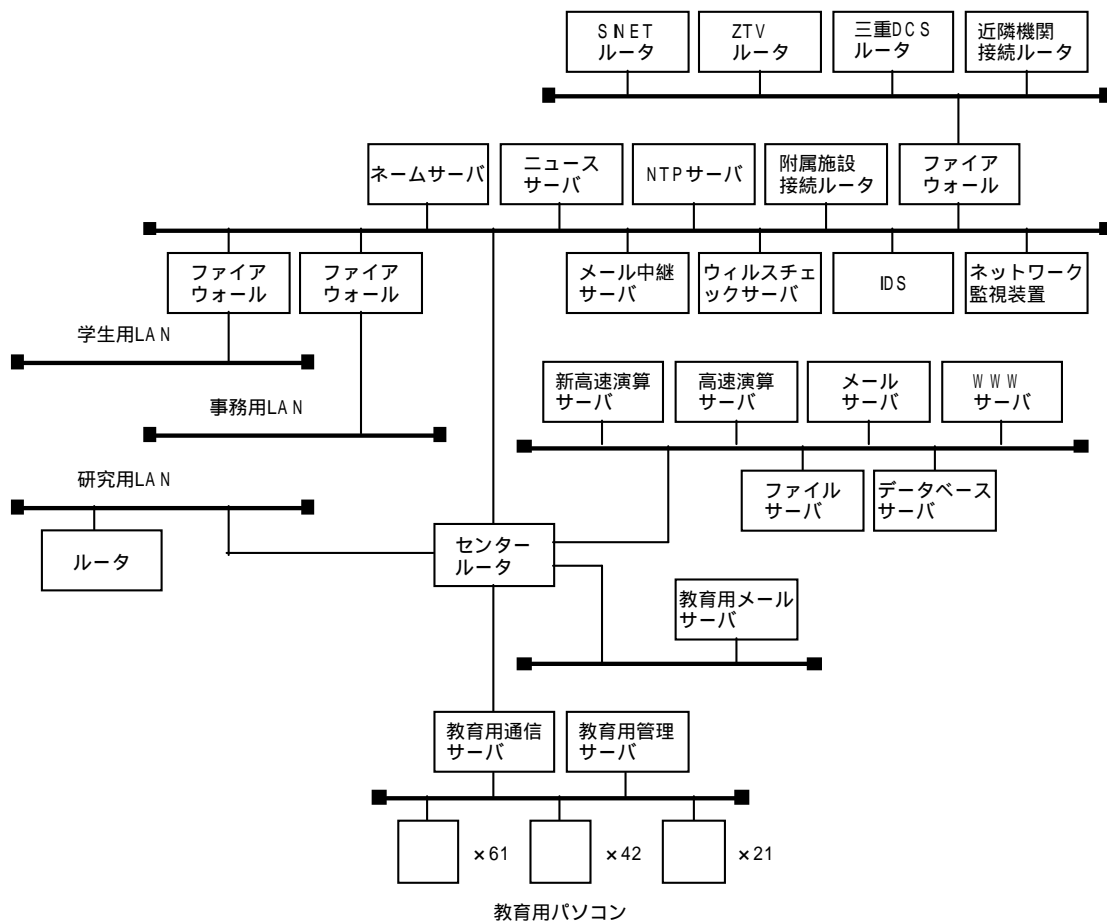 SINET
ルータ
ZTV
ルータ
三重DCS
ルータ
近隣機関
接続ルータ
ネームサーバ
ニュース
サーバ
NTPサーバ
附属施設
接続ルータ
ファイア
ウォール
ファイア
ウォール
ファイア
ウォール
メール中継
サーバ
ウィルスチェ
ックサーバ
IDS
ネットワーク
監視装置
学生用LAN
事務用LAN
研究用LAN
新高速演算
サーバ
高速演算
サーバ
メール
サーバ
WWW
サーバ
ファイル
サーバ
データベース
サーバ
ルータ
センター
ルータ
教育用メール
サーバ
教育用通信
サーバ
教育用管理
サーバ
×61
×42
×21
教育用パソコン